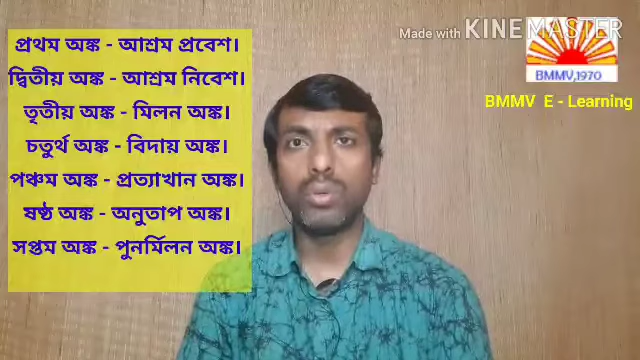 প্রথম অঙ্ক - আশ্রম প্রবেশ।
দ্বিতীয় অঙ্ক - আশ্রম নিবেশ।
তৃতীয় অঙ্ক - মিলন অঙ্ক।
চতুর্থ অঙ্ক - বিদায় অঙ্ক।
পঞ্চম অঙ্ক - প্রত্যাখান অঙ্ক।
ষষ্ঠ অঙ্ক - অনুতাপ অঙ্ক।
সপ্তম অঙ্ক - পুনর্মিলন অঙ্ক।
Made with KINEMASTER
BMMV,1970
BMMV E - Learning